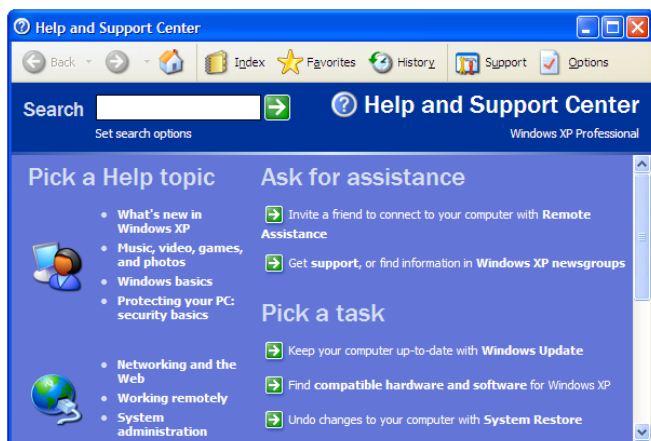 Help and Support Center
Back
Index
Favorites
History
Support
Options
Search
Set search options
Help and Support Center
Windows XP Professional
Pick a Help topic
What's new in
Windows XP
Music, video, games,
and photos
Windows basics
Protecting your PC:
security basics
Networking and the
Web
Working remotely
System
administration
Ask for assistance
Invite a friend to connect to your computer with Remote
Assistance
Get support, or find information in Windows XP newsgroups
Pick a task
Keep your computer up-to-date with Windows Update
Find compatible hardware and software for Windows XP
Undo changes to your computer with System Restore